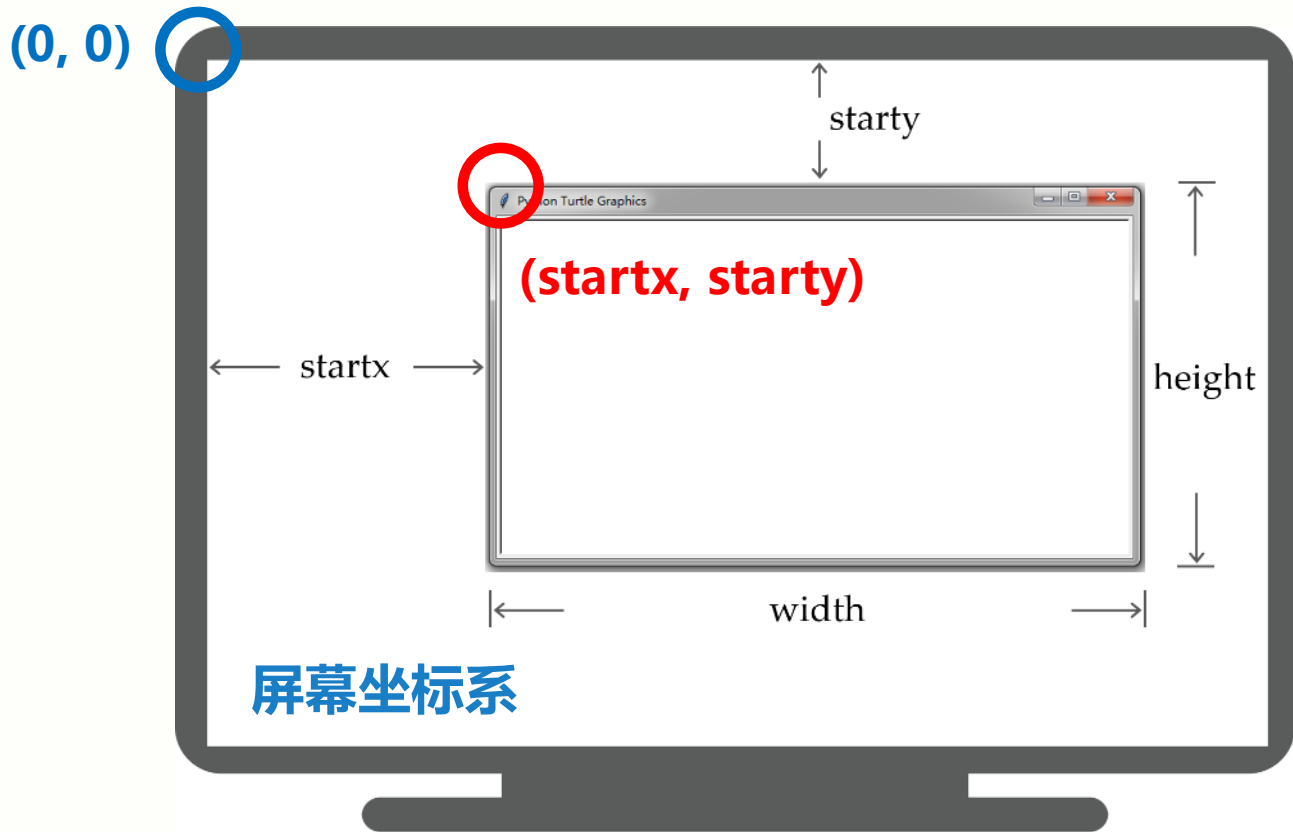 (0, 0)
starty
Python Turtle Graphics
(startx, starty)
startx
height
width
屏幕坐标系